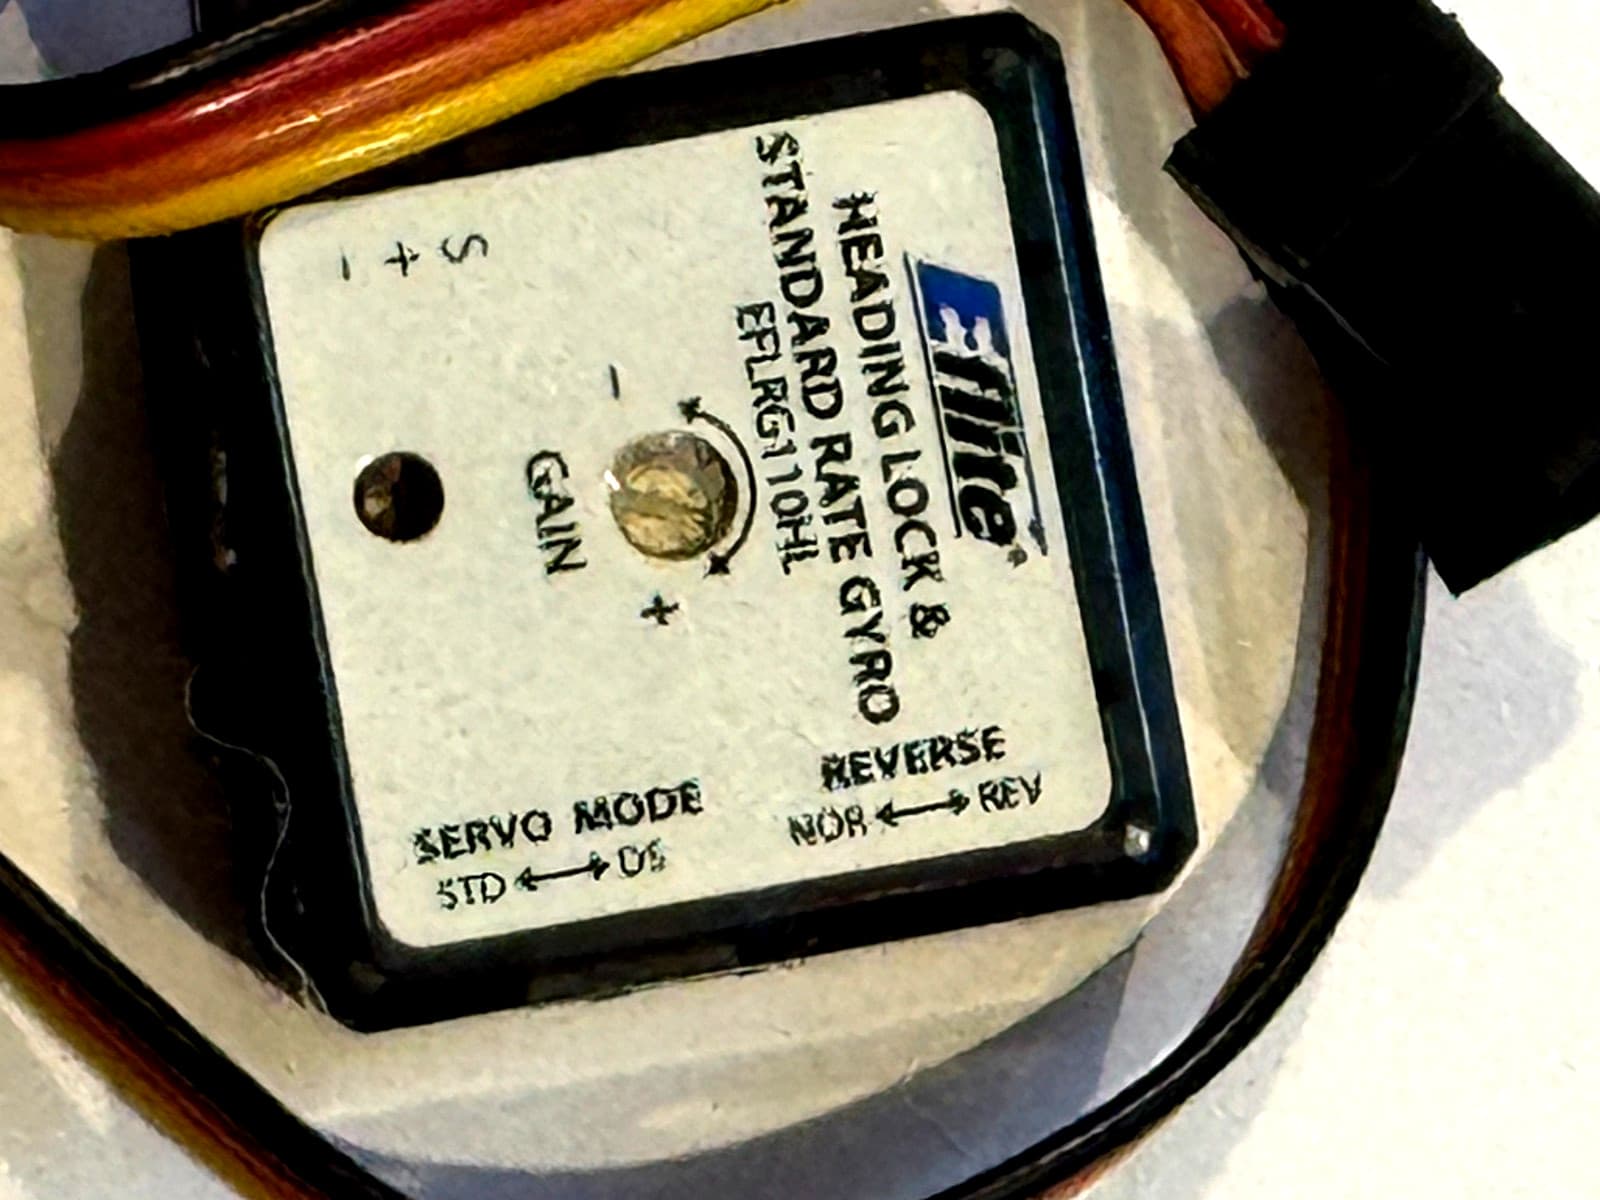 E-flite®
HEADING LOCK &
STANDARD RATE GYRO
EFLRG110HL
- +
GAIN
S
+
-
REVERSE
NOR REV
SERVO MODE
STD DS